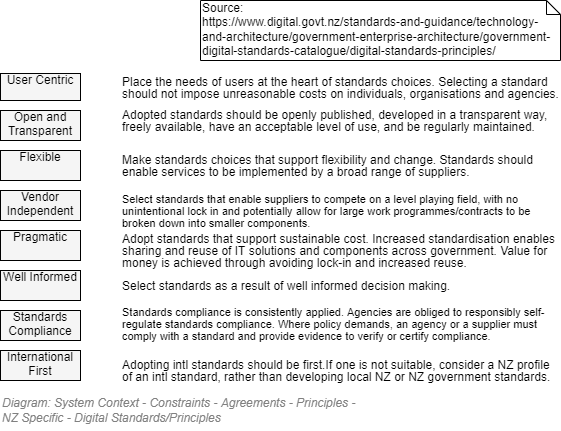 Source:
https://www.digital.govt.nz/standards-and-guidance/technology-
and-architecture/government-enterprise-architecture/government-
digital-standards-catalogue/digital-standards-principles/
User Centric
Place the needs of users at the heart of standards choices. Selecting a standard
should not impose unreasonable costs on individuals, organisations and agencies.
Open and
Transparent
Adopted standards should be openly published, developed in a transparent way,
freely available, have an acceptable level of use, and be regularly maintained.
Flexible
Make standards choices that support flexibility and change. Standards should
enable services to be implemented by a broad range of suppliers.
Vendor
Independent
Select standards that enable suppliers to compete on a level playing field, with no
unintentional lock in and potentially allow for large work programmes/contracts to be
broken down into smaller components.
Pragmatic
Adopt standards that support sustainable cost. Increased standardisation enables
sharing and reuse of IT solutions and components across government. Value for
money is achieved through avoiding lock-in and increased reuse.
Well Informed
Select standards as a result of well informed decision making.
Standards
Compliance
Standards compliance is consistently applied. Agencies are obliged to responsibly self-
regulate standards compliance. Where policy demands, an agency or a supplier must
comply with a standard and provide evidence to verify or certify compliance.
International
First
Adopting intl standards should be first.If one is not suitable, consider a NZ profile
of an intl standard, rather than developing local NZ or NZ government standards.
Diagram: System Context - Constraints - Agreements - Principles -
NZ Specific - Digital Standards/Principles